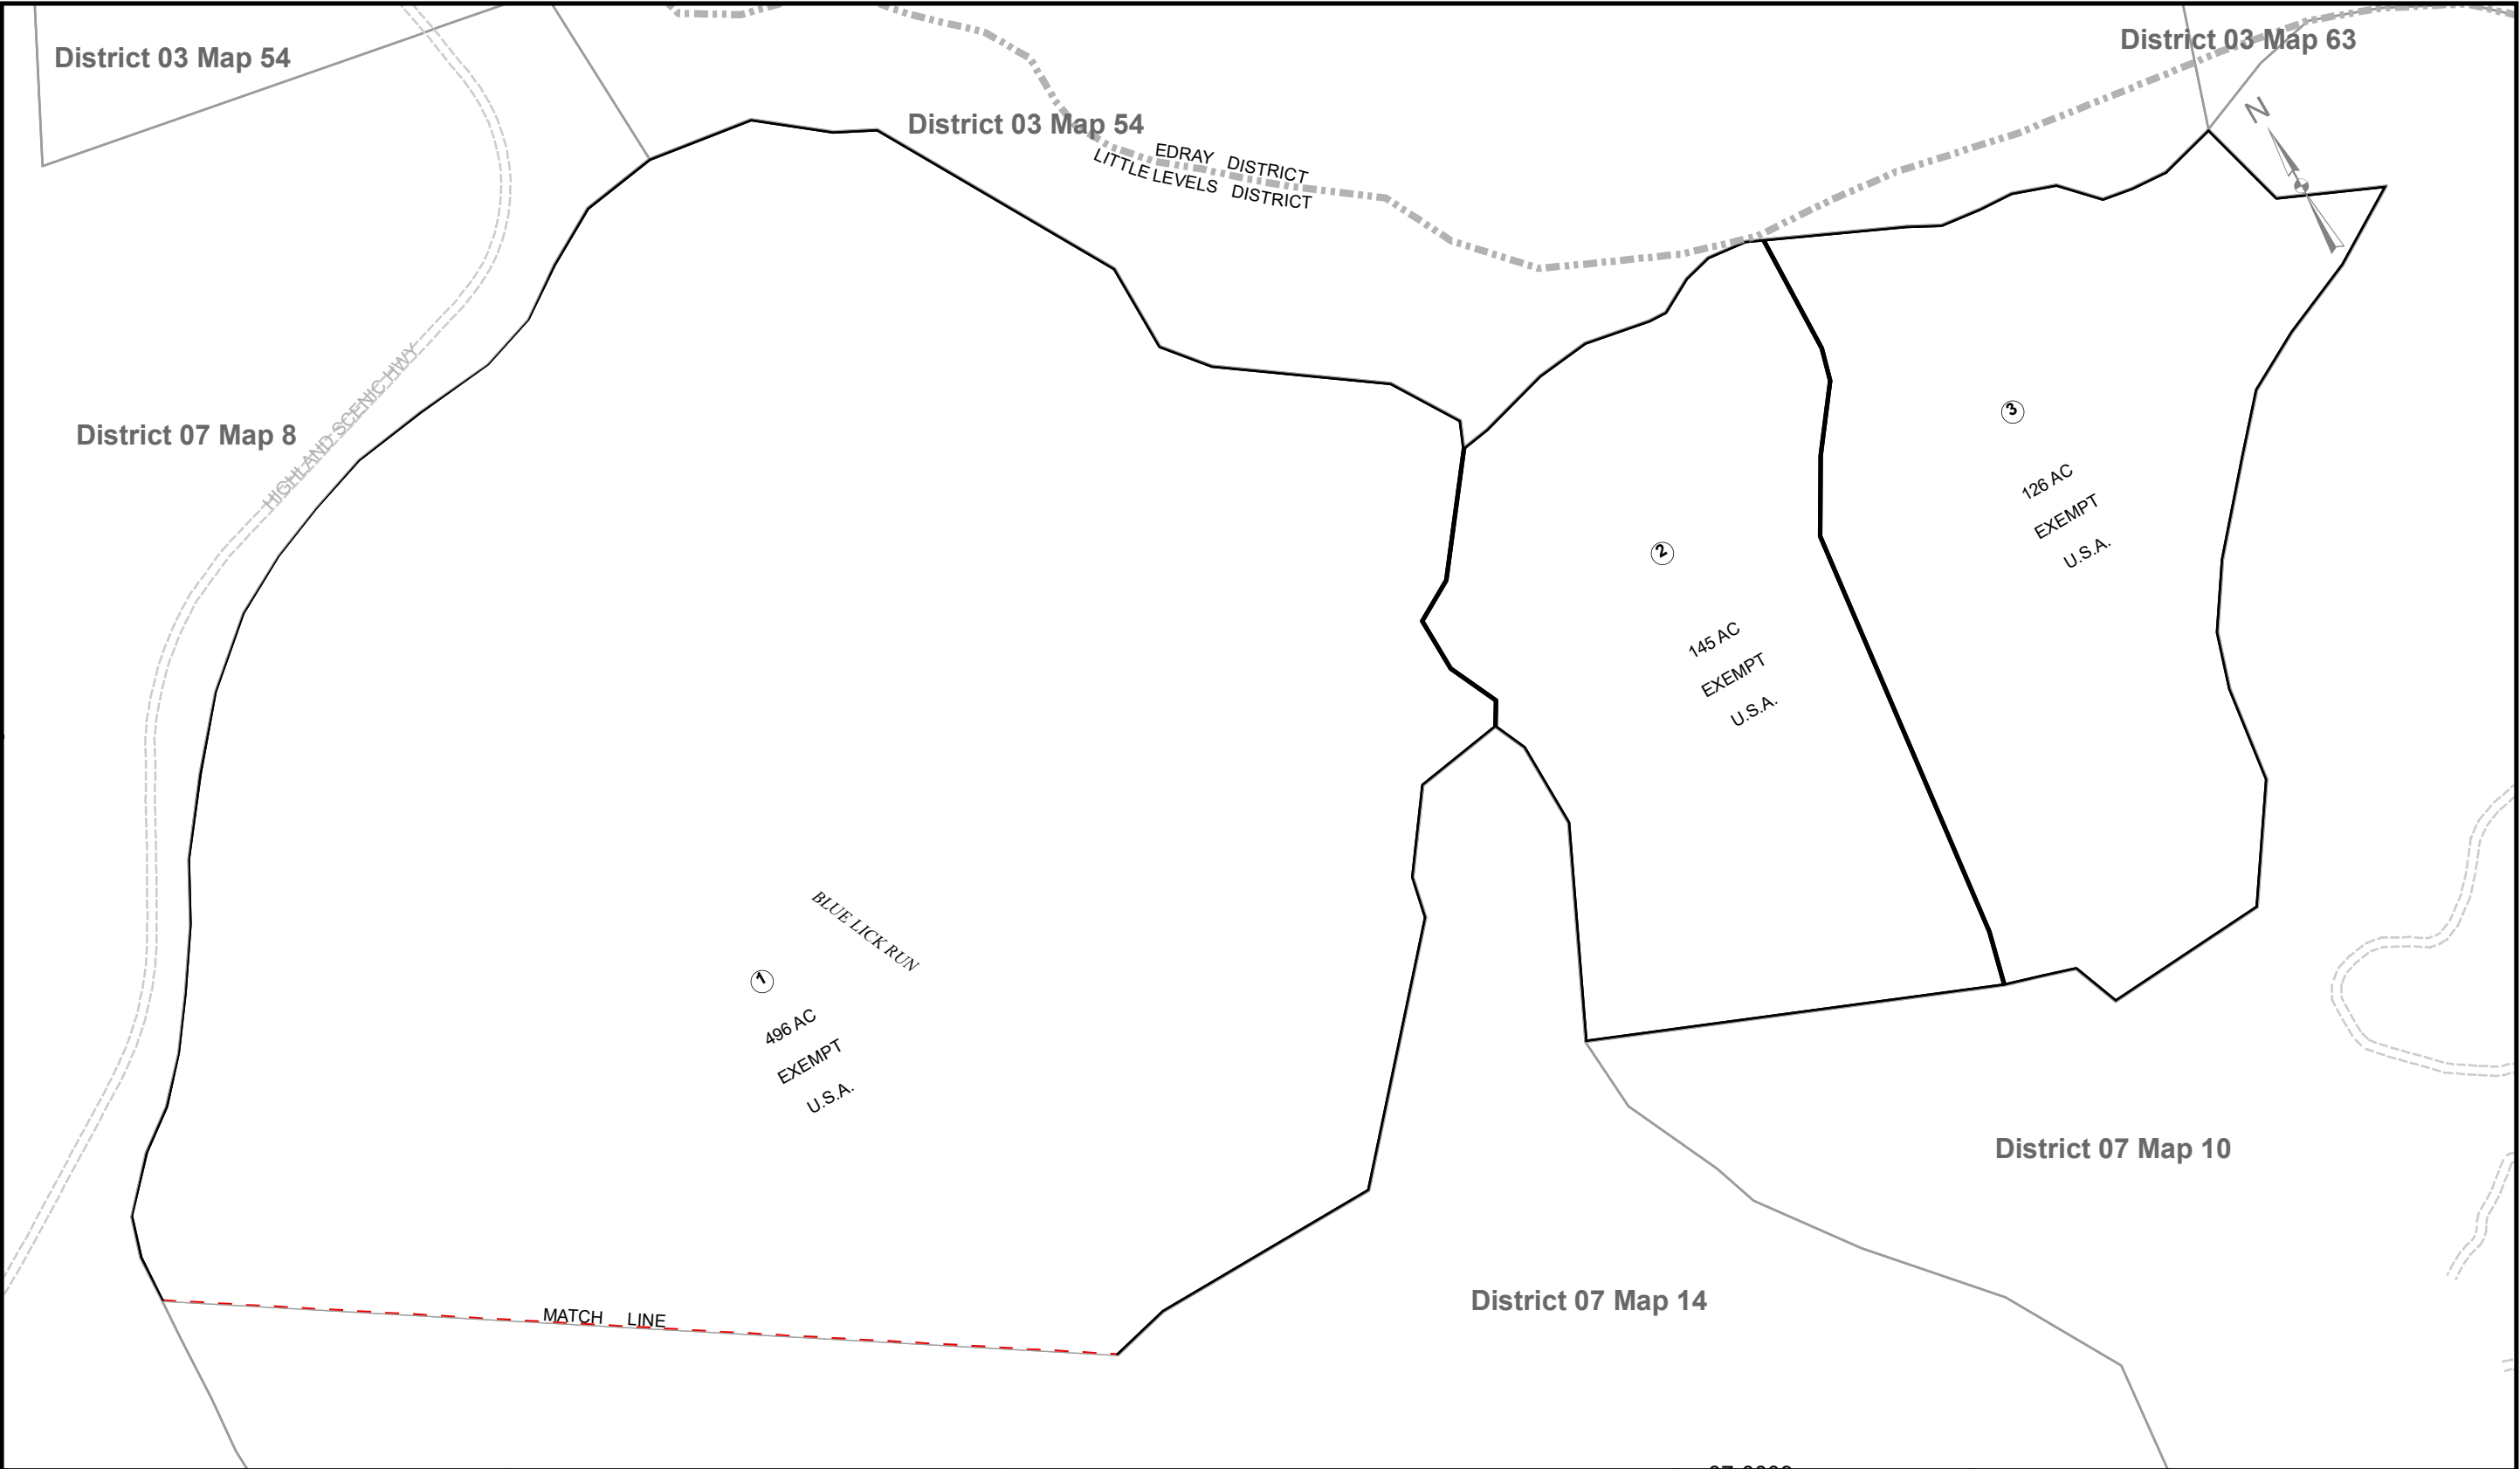 District 03 Map 54
District 03 Map 63
N
District 03 Map 54
EDRAY DISTRICT
LITTLE LEVELS DISTRICT
HIGHLAND SCENIC HWY
District 07 Map 8
3
126 AC
EXEMPT
U.S.A.
2
145 AC
EXEMPT
U.S.A.
BLUE LICK RUN
1
496 AC
EXEMPT
U.S.A.
District 07 Map 10
District 07 Map 14
MATCH LINE